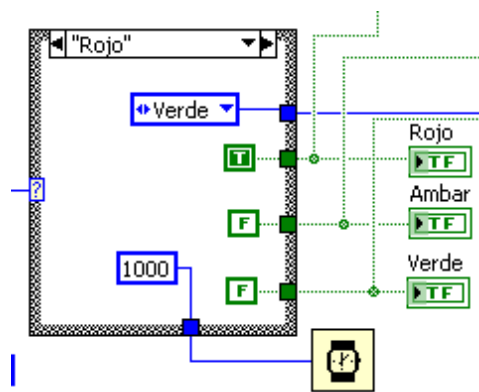 "Rojo"
Verde
?
T
Rojo
TF
F
Ambar
TF
1000
F
Verde
TF